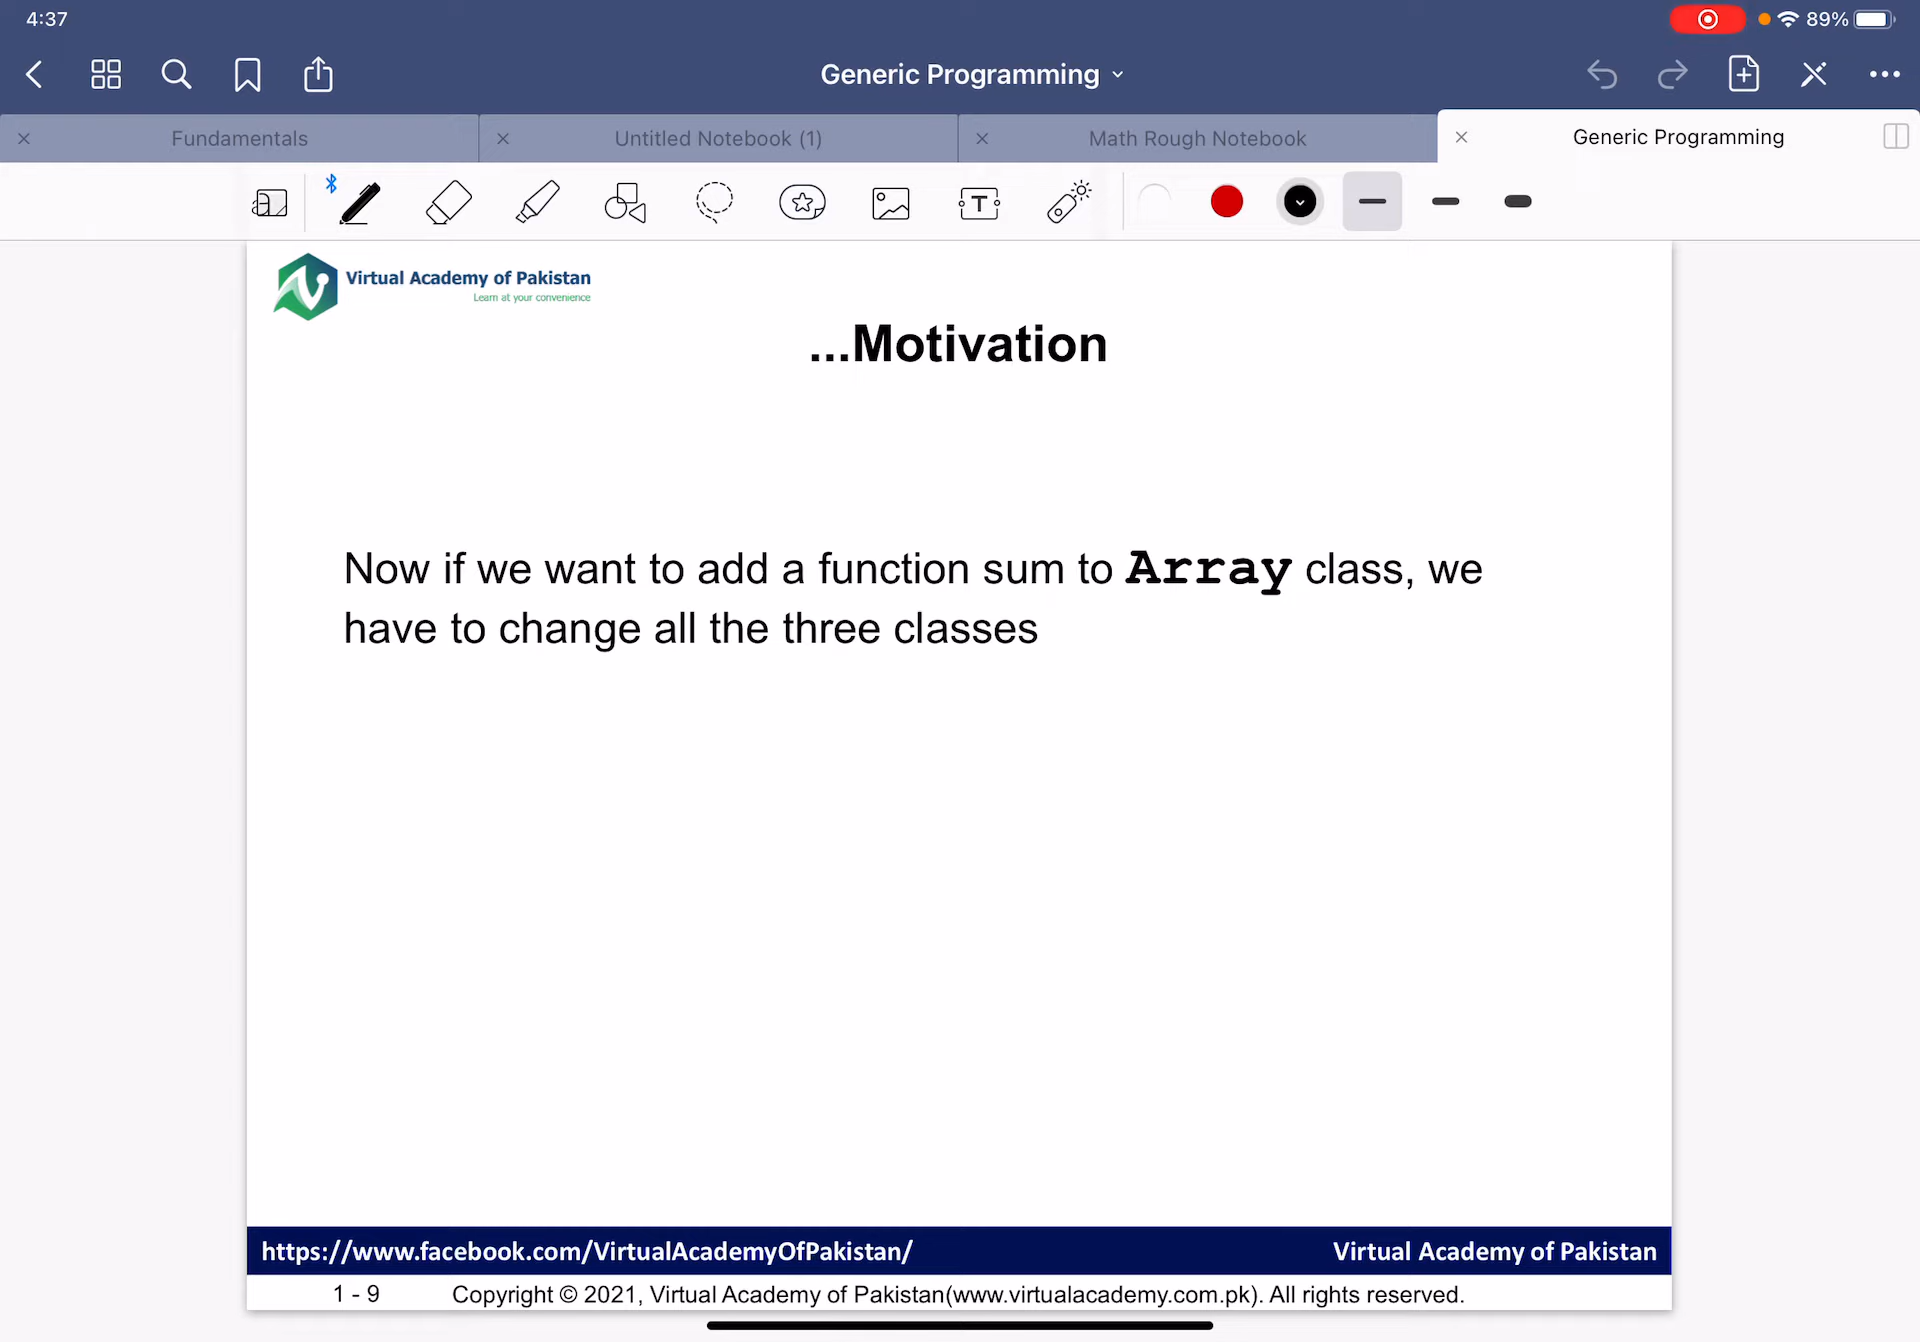 4:37
89%
Generic Programming
Fundamentals
Untitled Notebook (1)
Math Rough Notebook
Generic Programming
Virtual Academy of Pakistan
Learn at your convenience
...Motivation
Now if we want to add a function sum to Array class, we
have to change all the three classes
https://www.facebook.com/VirtualAcademyOfPakistan/
Virtual Academy of Pakistan
1 - 9
Copyright © 2021, Virtual Academy of Pakistan(www.virtualacademy.com.pk). All rights reserved.